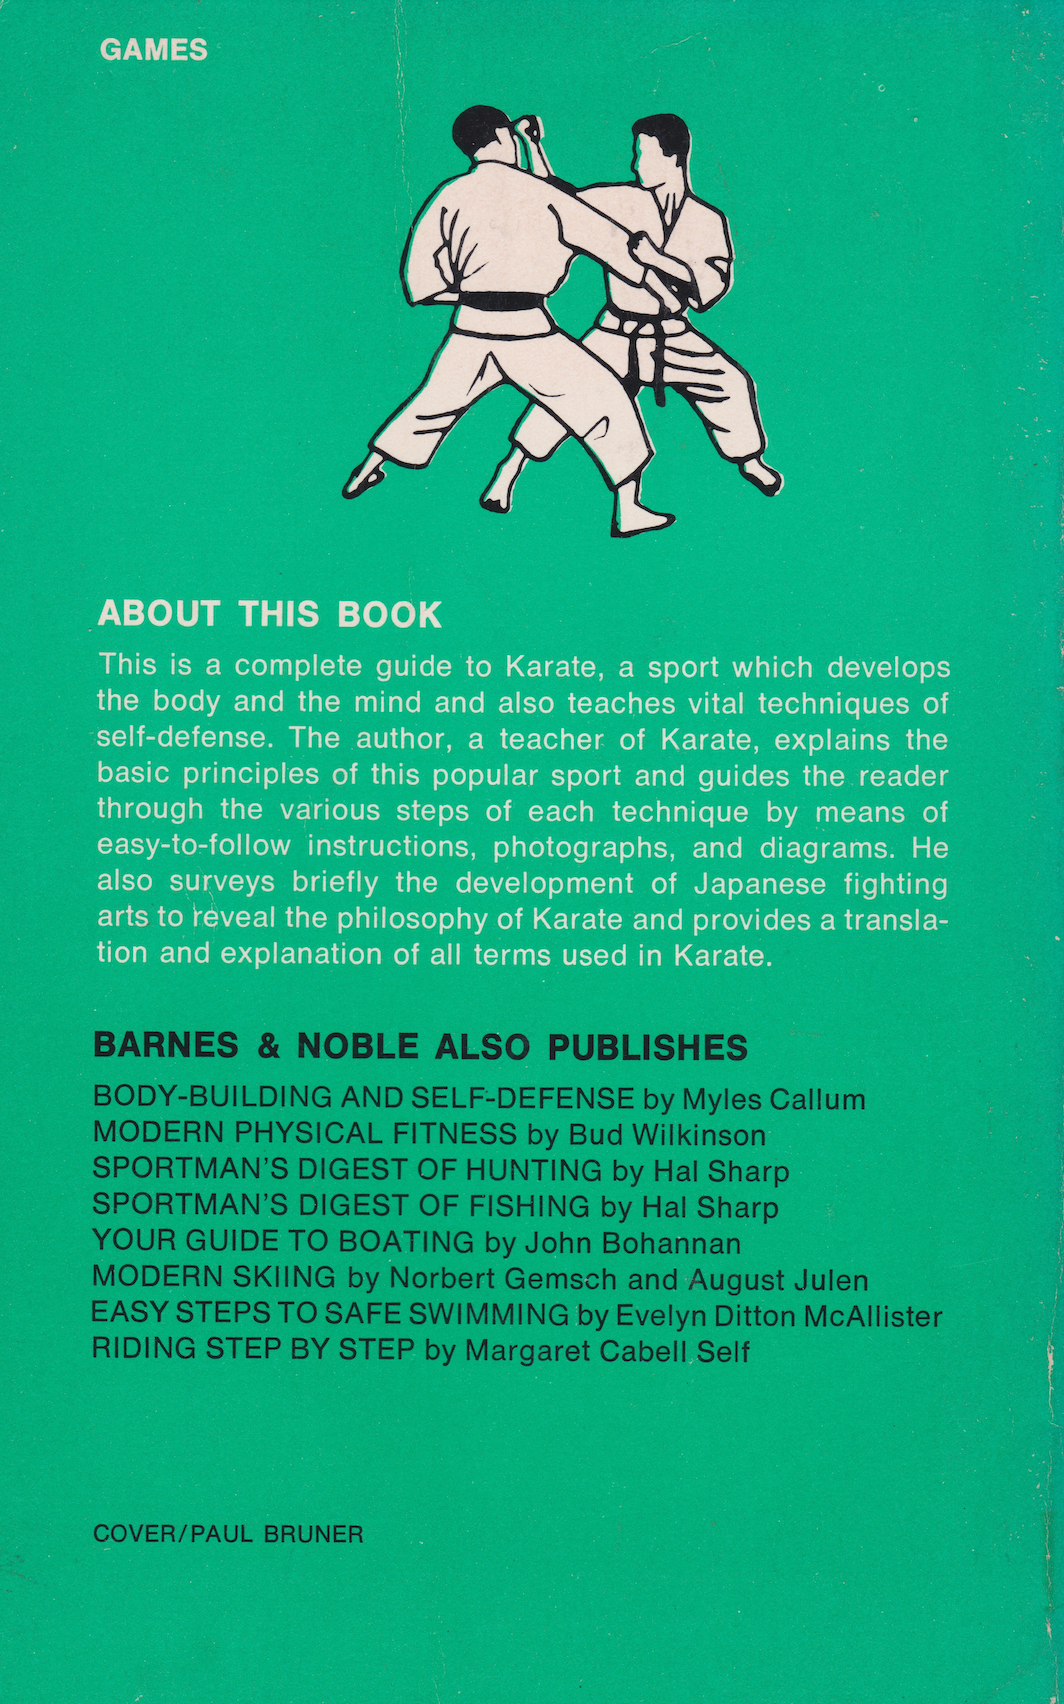 GAMES
ABOUT THIS BOOK
This is a complete guide to Karate, a sport which develops
the body and the mind and also teaches vital techniques of
self-defense. The author, a teacher of Karate, explains the
basic principles of this popular sport and guides the reader
through the various steps of each technique by means of
easy-to-follow instructions, photographs, and diagrams. He
also surveys briefly the development of Japanese fighting
arts to reveal the philosophy of Karate and provides a transla-
tion and explanation of all terms used in Karate.
BARNES & NOBLE ALSO PUBLISHES
BODY-BUILDING AND SELF-DEFENSE by Myles Callum
MODERN PHYSICAL FITNESS by Bud Wilkinson
SPORTMAN'S DIGEST OF HUNTING by Hal Sharp
SPORTMAN'S DIGEST OF FISHING by Hal Sharp
YOUR GUIDE TO BOATING by John Bohannan
MODERN SKIING by Norbert Gemsch and August Julen
EASY STEPS TO SAFE SWIMMING by Evelyn Ditton McAllister
RIDING STEP BY STEP by Margaret Cabell Self
COVER/PAUL BRUNER